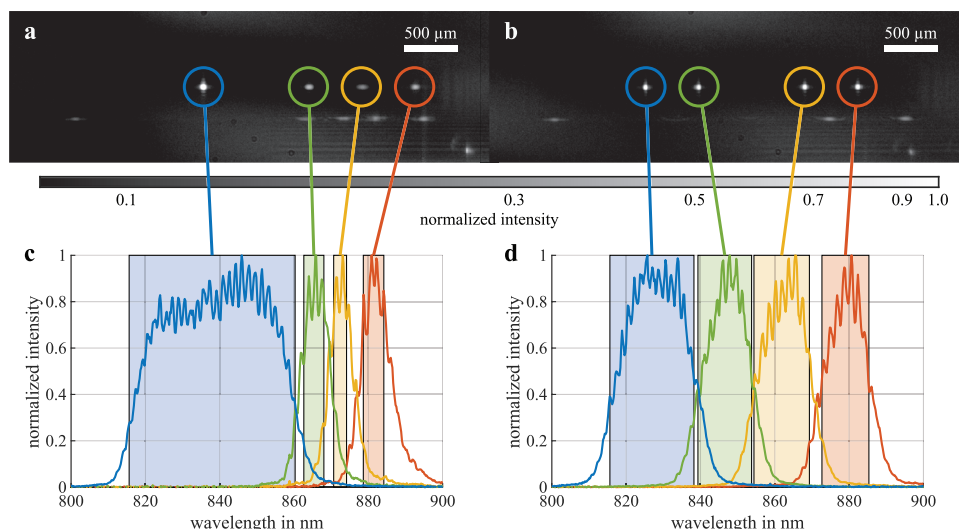 a
500 µm
b
500 µm
0.1
0.3
0.5
0.7
0.9
1.0
normalized intensity
c
1
0.8
0.6
0.4
0.2
0
normalized intensity
800
820
840
860
880
900
wavelength in nm
d
1
0.8
0.6
0.4
0.2
0
normalized intensity
800
820
840
860
880
900
wavelength in nm